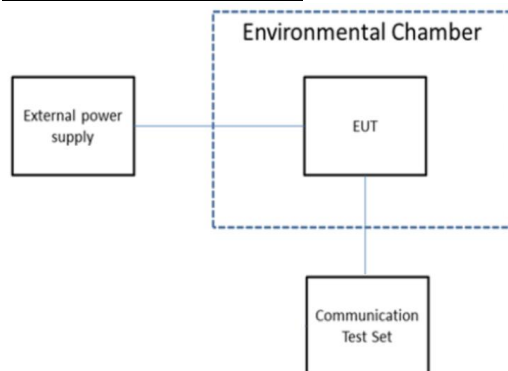 Environmental Chamber
External power
supply
EUT
Communication
Test Set